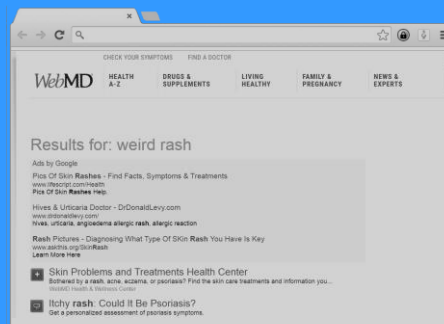 CHECK YOUR SYMPTOMS FIND A DOCTOR
WebMD HEALTH A-Z DRUGS & SUPPLEMENTS LIVING HEALTHY FAMILY & PREGNANCY NEWS & EXPERTS
Results for: weird rash
Ads by Google
Pics Of Skin Rashes - Find Facts, Symptoms & Treatments
www.lifescript.com/Health
Pics Of Skin Rashes Help.
Hives & Urticaria Doctor - DrDonaldLevy.com
www.drdonaldlevy.com/
hives, urticaria, angioedema allergic rash, allergic reaction
Rash Pictures - Diagnosing What Type Of SKin Rash You Have Is Key
www.askthis.org/SkinRash
Learn More Here
Skin Problems and Treatments Health Center
Bothered by a rash, acne, eczema, or psoriasis? Find the skin care treatments and information you...
WebMD Health & Wellness Center
Itchy rash: Could It Be Psoriasis?
Get a personalized assessment of psoriasis symptoms.